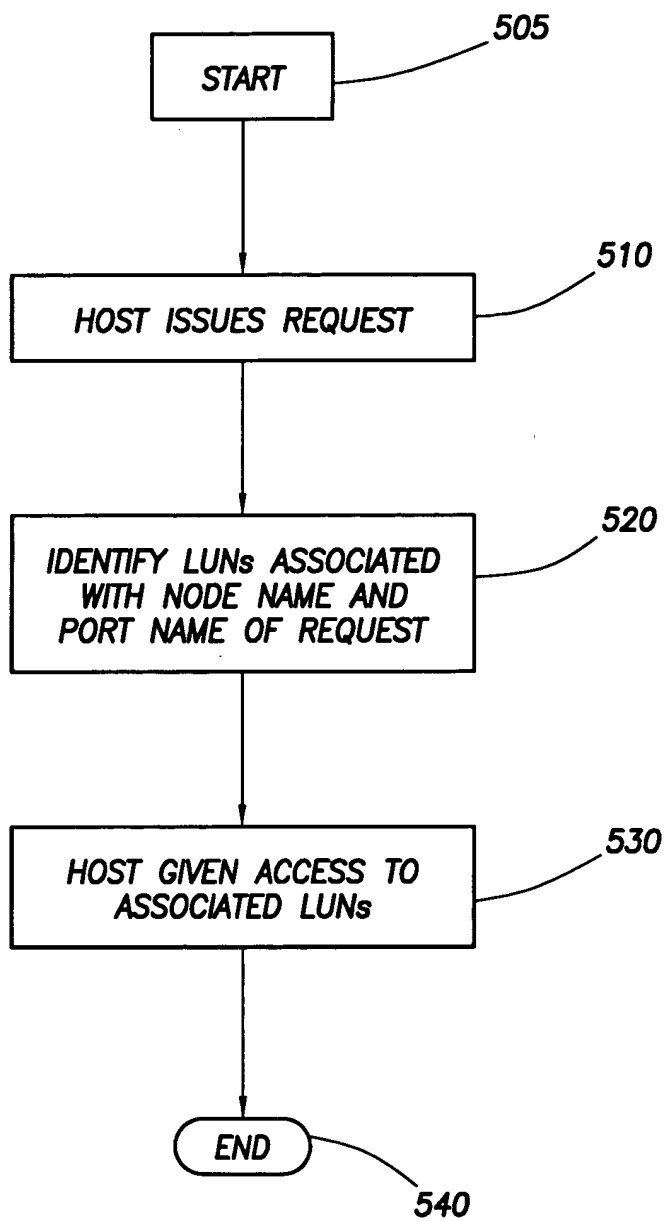 505
START
510
HOST ISSUES REQUEST
520
IDENTIFY LUNs ASSOCIATED
WITH NODE NAME AND
PORT NAME OF REQUEST
530
HOST GIVEN ACCESS TO
ASSOCIATED LUNs
END
540